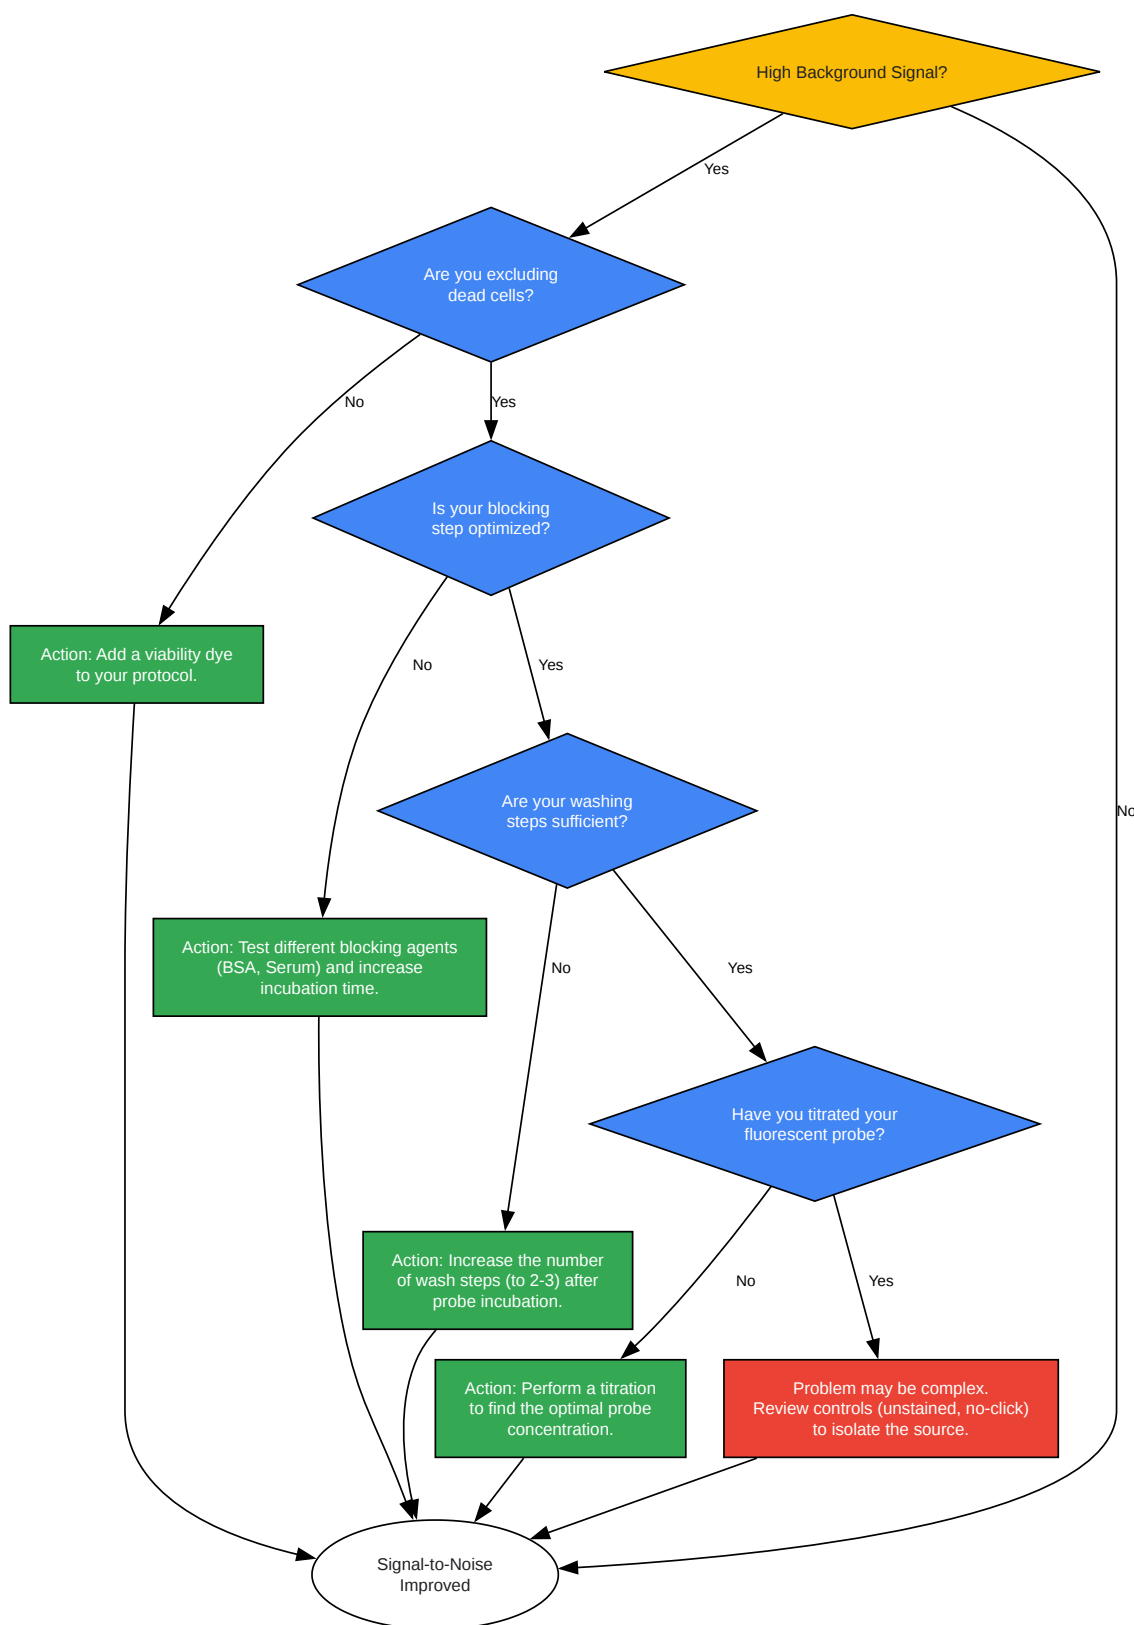 High Background Signal?
Yes
Are you excluding
dead cells?
No
Yes
Is your blocking
step optimized?
Action: Add a viability dye
to your protocol.
No
Yes
Are your washing
steps sufficient?
No
Action: Test different blocking agents
(BSA, Serum) and increase
incubation time.
No
Yes
Have you titrated your
fluorescent probe?
Action: Increase the number
of wash steps (to 2-3) after
probe incubation.
No
Yes
Action: Perform a titration
to find the optimal probe
concentration.
Problem may be complex.
Review controls (unstained, no-click)
to isolate the source.
Signal-to-Noise
Improved